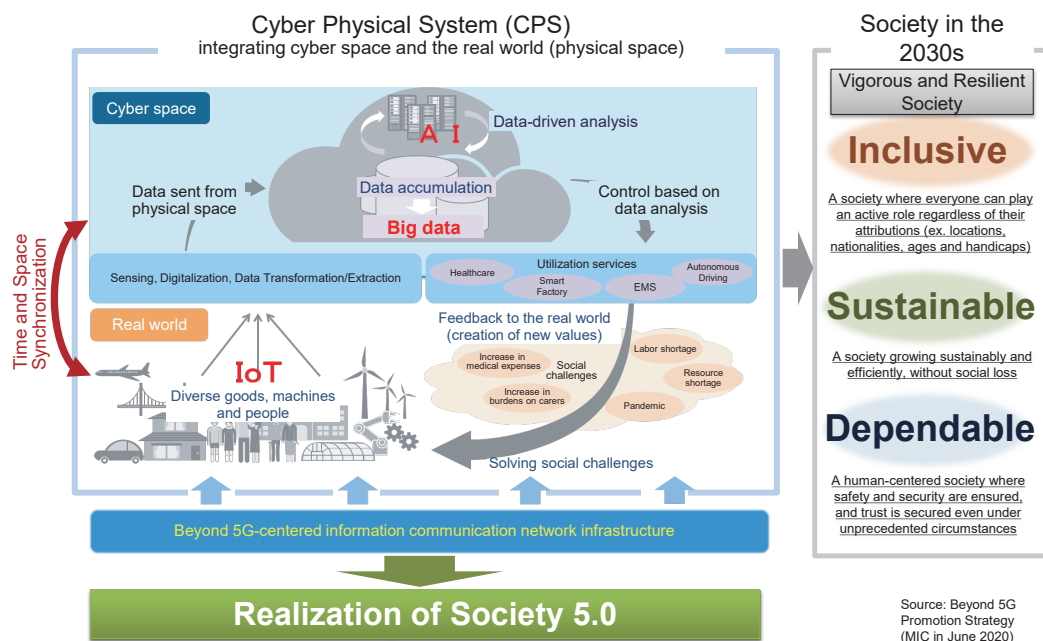 Cyber Physical System (CPS)
integrating cyber space and the real world (physical space)
Cyber space
A I
Data-driven analysis
Data sent from
physical space
Data accumulation
Big data
Control based on
data analysis
Time and Space
Synchronization
Sensing, Digitalization, Data Transformation/Extraction
Utilization services
Healthcare
Smart
Factory
EMS
Autonomous
Driving
Real world
IoT
Diverse goods, machines
and people
Feedback to the real world
(creation of new values)
Increase in
medical expenses
Social
challenges
Labor shortage
Resource
shortage
Increase in
burdens on carers
Pandemic
Solving social challenges
Beyond 5G-centered information communication network infrastructure
Realization of Society 5.0
Society in the
2030s
Vigorous and Resilient
Society
Inclusive
A society where everyone can play
an active role regardless of their
attributions (ex. locations,
nationalities, ages and handicaps)
Sustainable
A society growing sustainably and
efficiently, without social loss
Dependable
A human-centered society where
safety and security are ensured,
and trust is secured even under
unprecedented circumstances
Source: Beyond 5G
Promotion Strategy
(MIC in June 2020)